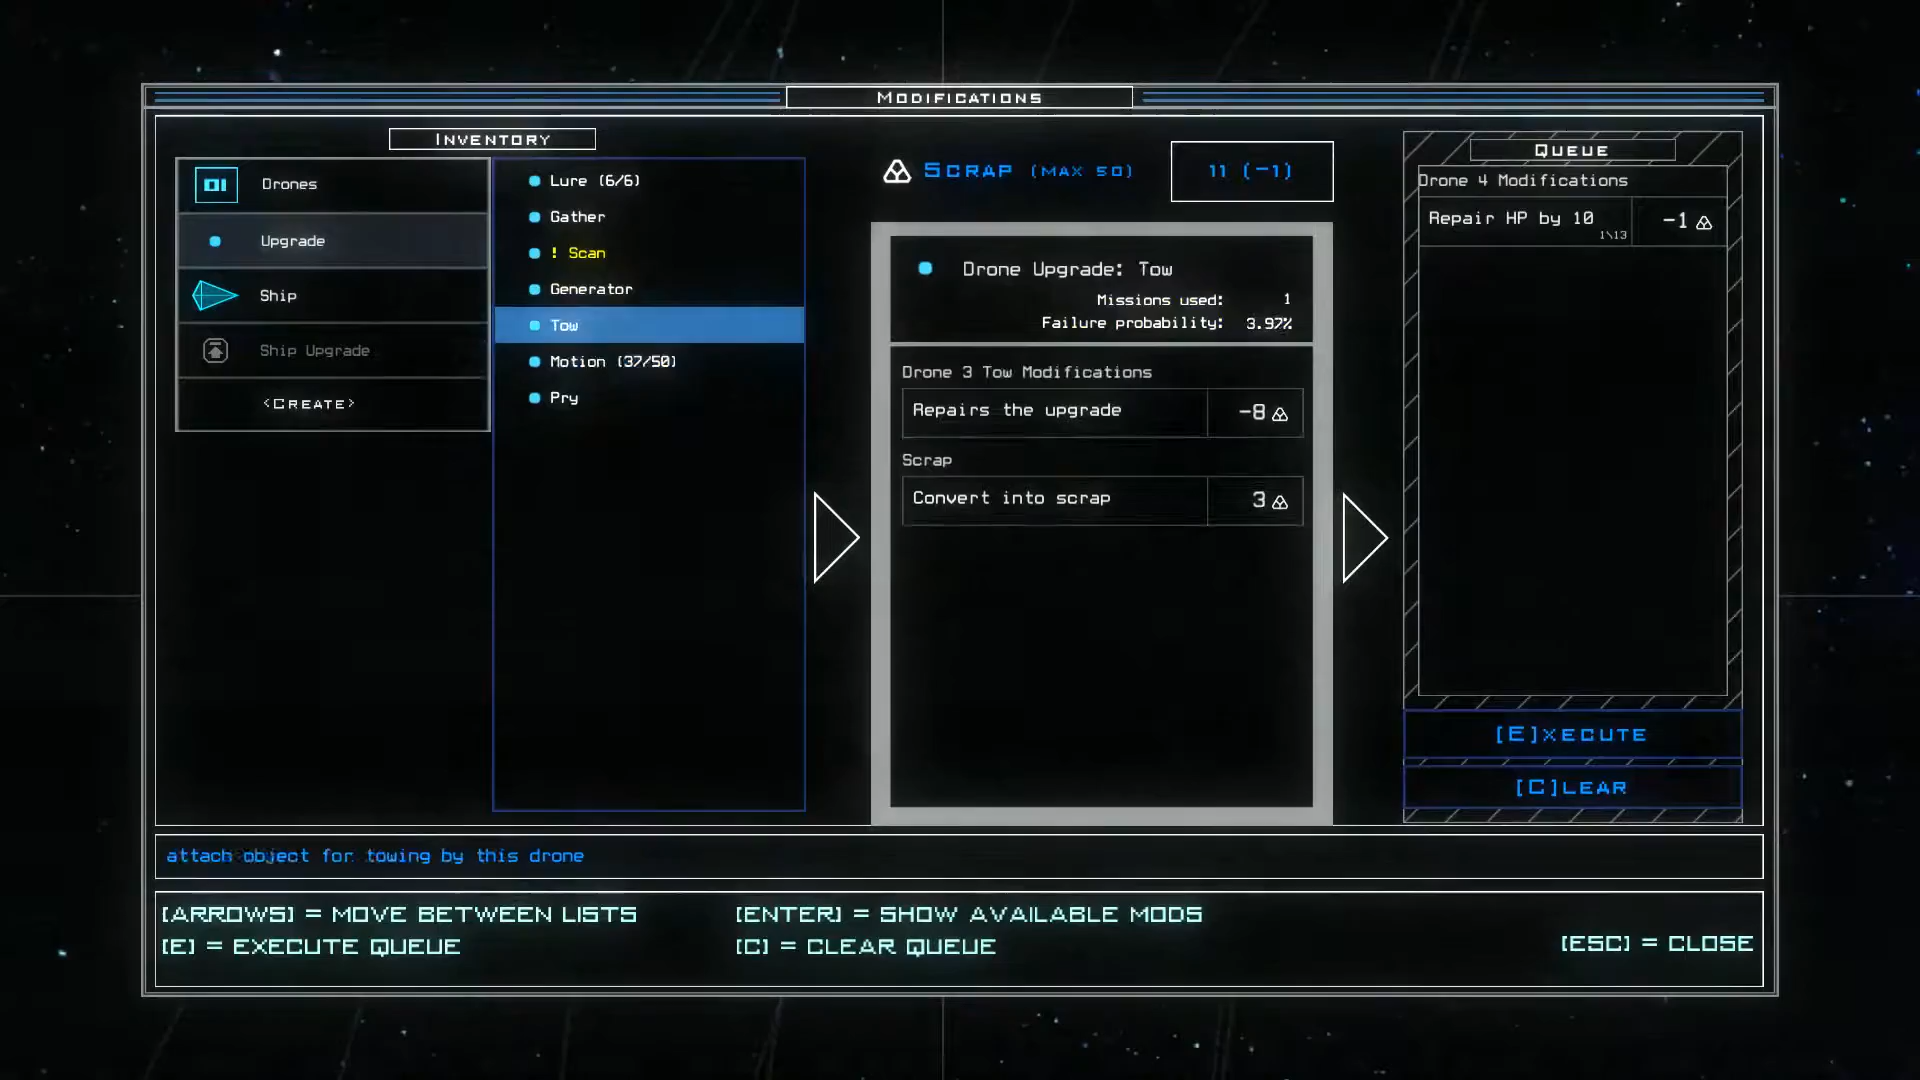 MODIFICATIONS
INVENTORY
Drones
Upgrade
Ship
Ship Upgrade
<CREATE>
Lure (6/6)
Gather
! Scan
Generator
Tow
Motion (37/50)
Pry
SCRAP (MAX 50)
11 (-1)
Drone Upgrade: Tow
Missions used: 1
Failure probability: 3.97%
Drone 3 Tow Modifications
Repairs the upgrade -8
Scrap
Convert into scrap 3
QUEUE
Drone 4 Modifications
Repair HP by 10 -1
1\13
[E]XECUTE
[C]LEAR
attach object for towing by this drone
[ARROWS] = MOVE BETWEEN LISTS
[ENTER] = SHOW AVAILABLE MODS
[E] = EXECUTE QUEUE
[C] = CLEAR QUEUE
[ESC] = CLOSE